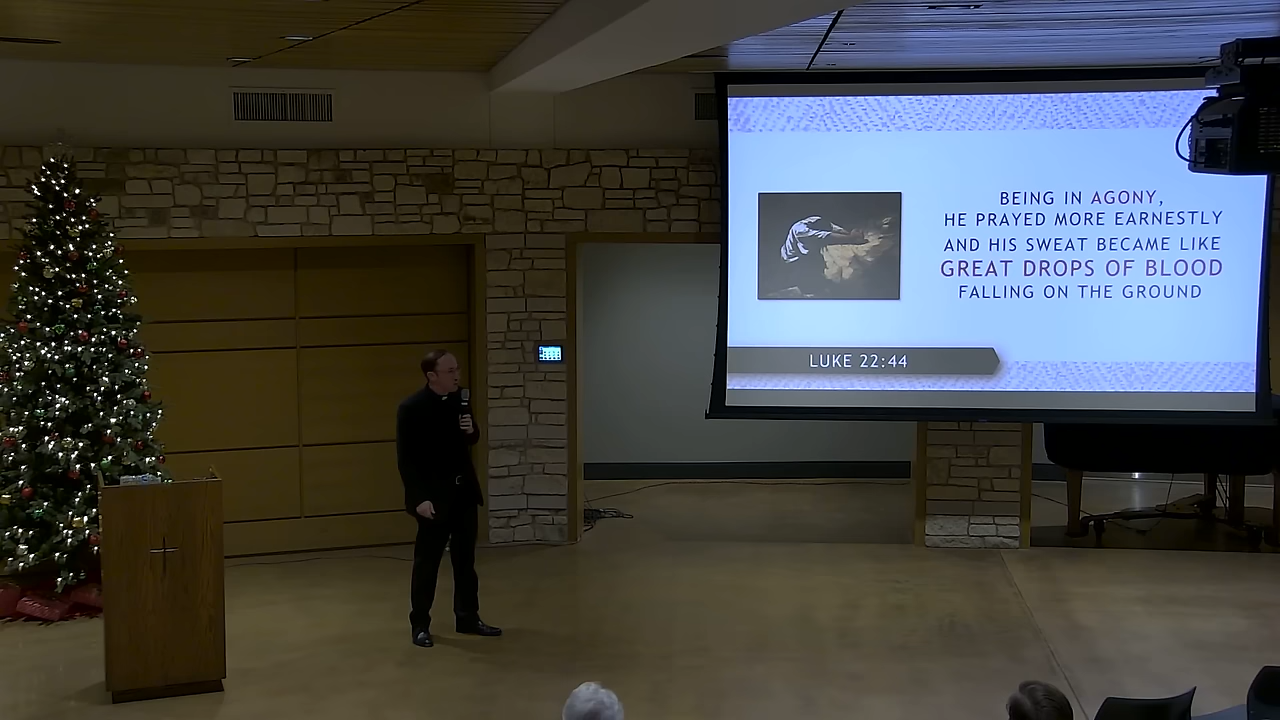 BEING IN AGONY,
HE PRAYED MORE EARNESTLY
AND HIS SWEAT BECAME LIKE
GREAT DROPS OF BLOOD
FALLING ON THE GROUND
LUKE 22:44